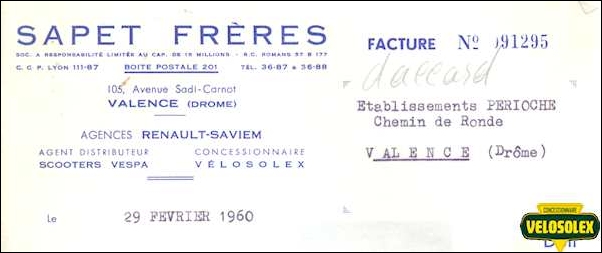 SAPET FRÈRES
SOC. A RESPONSABILITÉ LIMITÉE AU CAP. DE 15 MILLIONS - R.C. ROMANS 57 B 177
C. C. P. LYON 111-87 BOITE POSTALE 201 TÉL. 36-87 & 36-88
105, Avenue Sadi-Carnot
VALENCE (DROME)
AGENCES RENAULT-SAVIEM
AGENT DISTRIBUTEUR CONCESSIONNAIRE
SCOOTERS VESPA VÉLOSOLEX
Le 29 FEVRIER 1960
FACTURE Nº 91295
Etablissements PERIOCHE
Chemin de Ronde
VALENCE (Drôme)
CONCESSIONNAIRE
VELOSOLEX